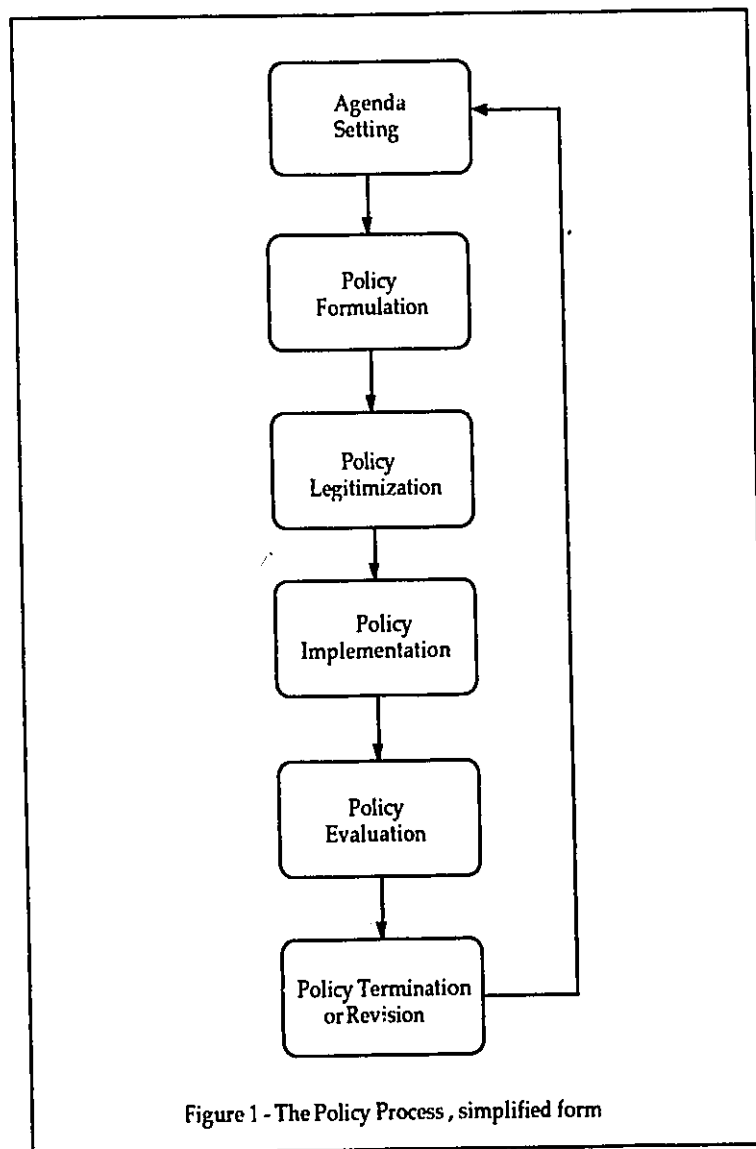 Agenda
Setting
Policy
Formulation
Policy
Legitimization
Policy
Implementation
Policy
Evaluation
Policy Termination
or Revision
Figure 1 - The Policy Process , simplified form